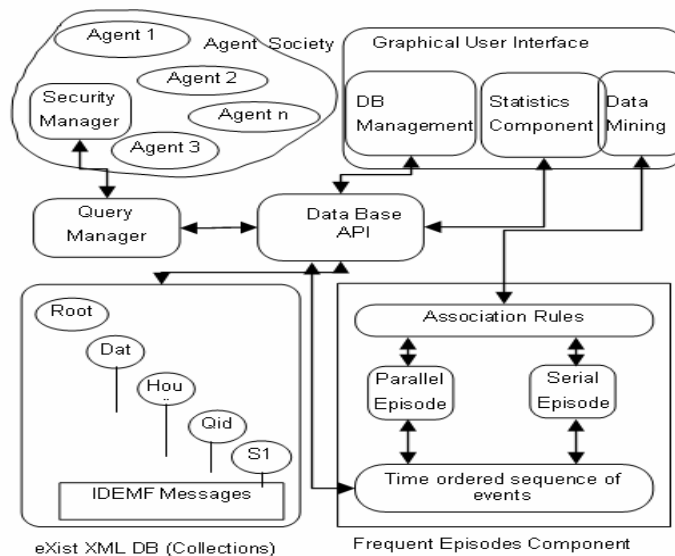 Agent 1
Agent Society
Agent 2
Security
Manager
Agent n
Agent 3
Graphical User Interface
DB
Management
Statistics
Component
Data
Mining
Query
Manager
Data Base
API
Root
Dat
Hou
..
Qid
S1
IDEMF Messages
eXist XML DB (Collections)
Association Rules
Parallel
Episode
Serial
Episode
Time ordered sequence of
events
Frequent Episodes Component